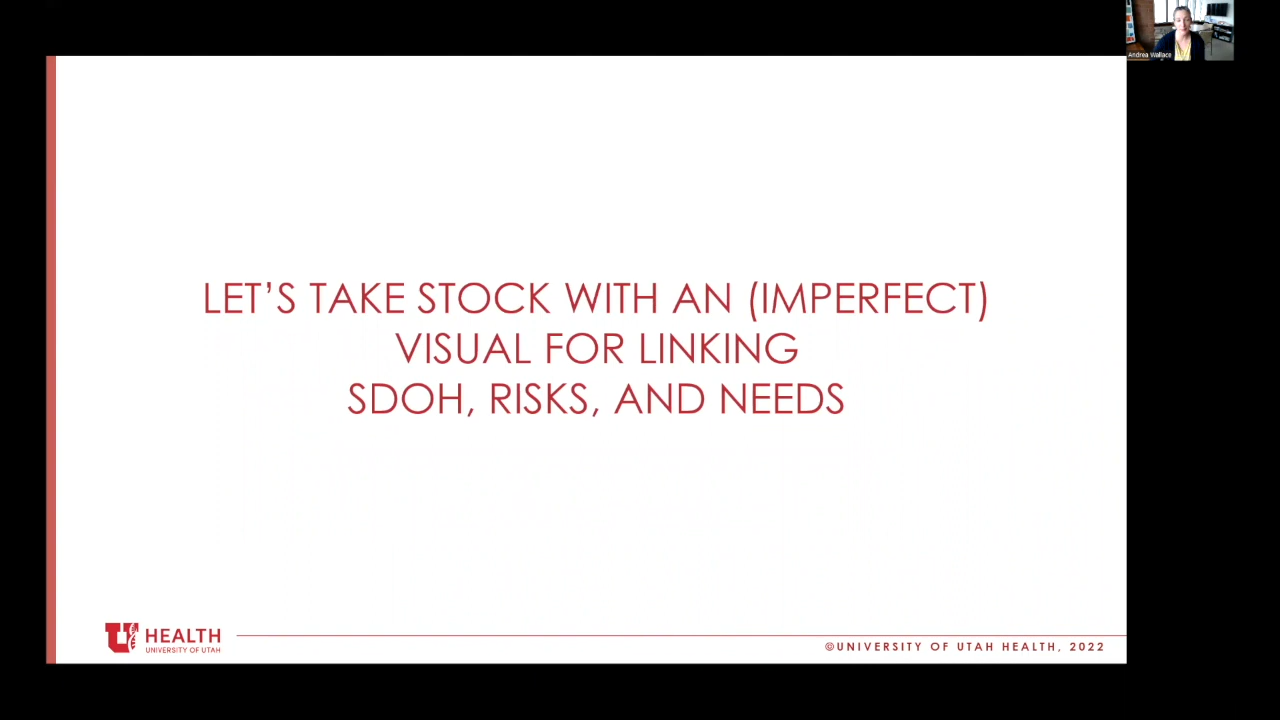 Andrea Wallace
LET'S TAKE STOCK WITH AN (IMPERFECT)
VISUAL FOR LINKING
SDOH, RISKS, AND NEEDS
U HEALTH
UNIVERSITY OF UTAH
©UNIVERSITY OF UTAH HEALTH, 2022